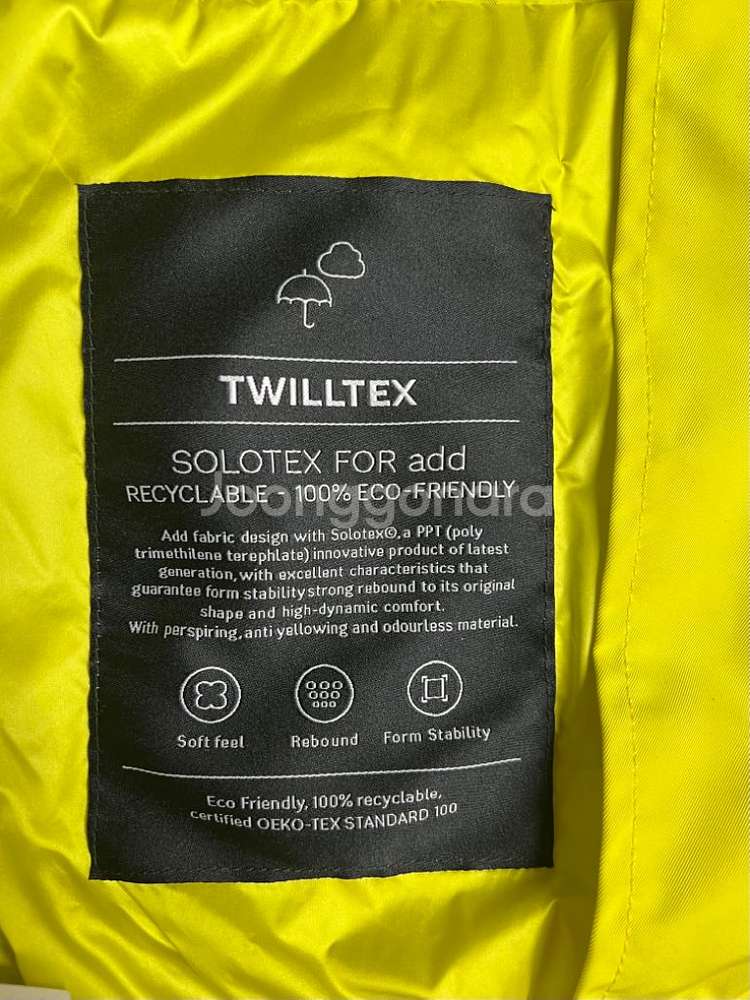 TWILLTEX
SOLOTEX FOR add
RECYCLABLE - 100% ECO-FRIENDLY
Joonggonara
Add fabric design with Solotex©.a PPT (poly
trimethilene terephlate) innovative product of latest
generation,with excellent characteristics that
guarantee form stability strong rebound to its original
shape and high-dynamic comfort.
With perspiring,anti yellowing and odourless material.
Soft feel
Rebound
Form Stability
Eco Friendly, 100% recyclable,
certified OEKO-TEX STANDARD 100